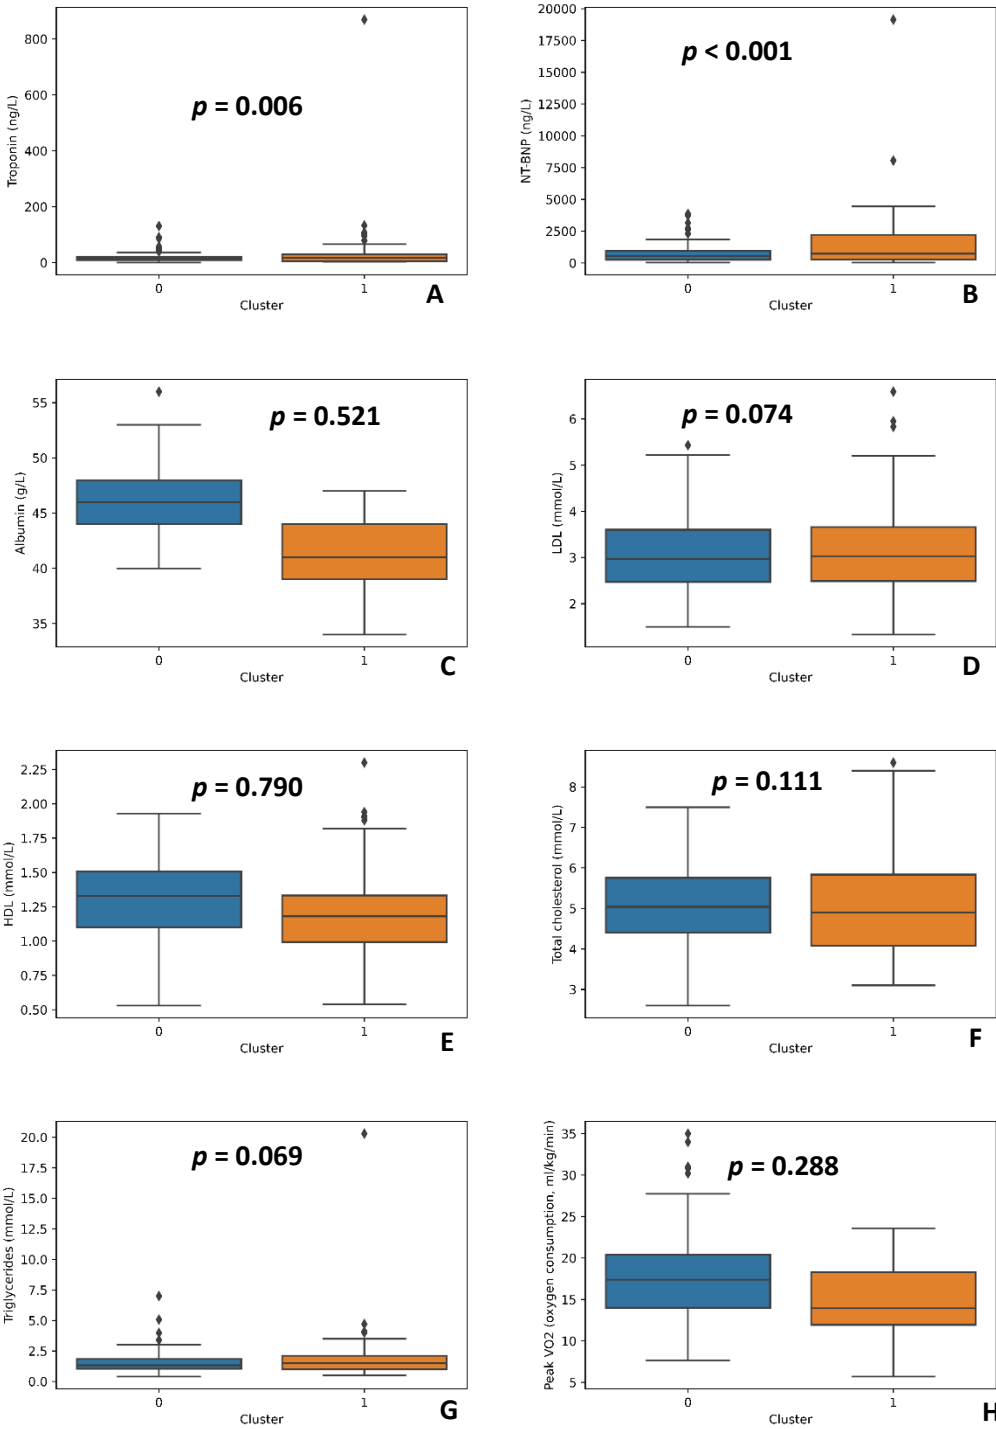 800
600
400
200
0
Troponin (ng/L)
p = 0.006
0
1
Cluster
A
20000
17500
15000
12500
10000
7500
5000
2500
0
NT-BNP (ng/L)
p < 0.001
0
1
Cluster
B
55
50
45
40
35
Albumin (g/L)
p = 0.521
0
1
Cluster
C
6
5
4
3
2
LDL (mmol/L)
p = 0.074
0
1
Cluster
D
2.25
2.00
1.75
1.50
1.25
1.00
0.75
0.50
HDL (mmol/L)
p = 0.790
0
1
Cluster
E
8
7
6
5
4
3
Total cholesterol (mmol/L)
p = 0.111
0
1
Cluster
F
20.0
17.5
15.0
12.5
10.0
7.5
5.0
2.5
0.0
Triglycerides (mmol/L)
p = 0.069
0
1
Cluster
G
35
30
25
20
15
10
5
Peak VO2 (oxygen consumption, ml/kg/min)
p = 0.288
0
1
Cluster
H